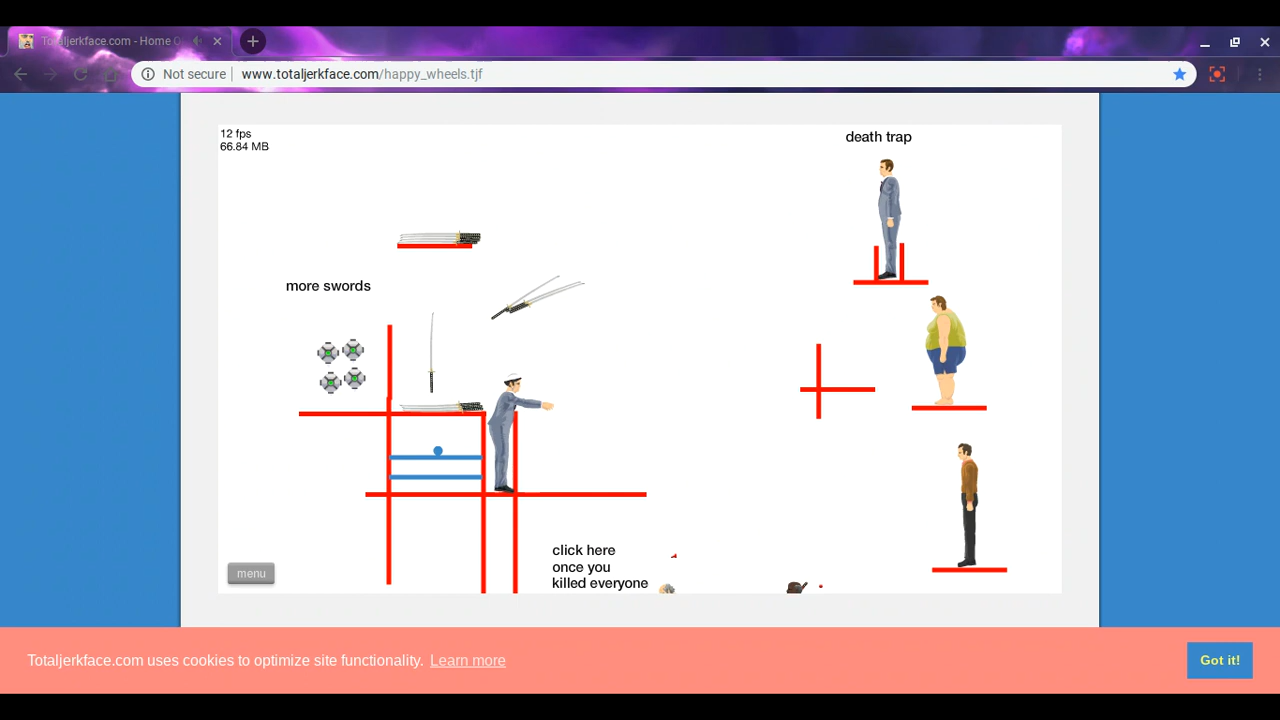 Totaljerkface.com - Home O
Not secure
www.totaljerkface.com/happy_wheels.tjf
12 fps
66.84 MB
death trap
more swords
click here
once you
killed everyone
menu
Totaljerkface.com uses cookies to optimize site functionality. Learn more
Got it!